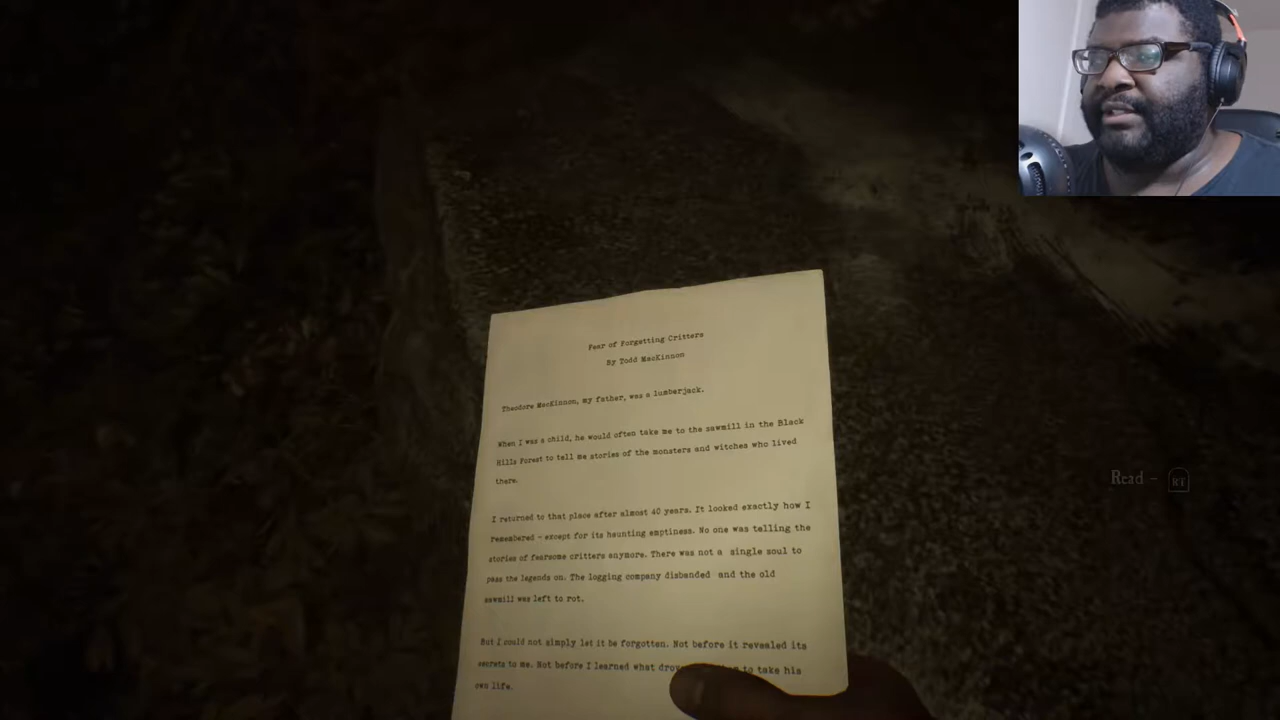 Fear of Forgetting Critters
By Todd MacKinnon
Theodore MacKinnon, my father, was a lumberjack.
When I was a child, he would often take me to the sawmill in the Black
Hills Forest to tell me stories of the monsters and witches who lived
there.
I returned to that place after almost 40 years. It looked exactly how I
remembered - except for its haunting emptiness. No one was telling the
stories of fearsome critters anymore. There was not a single soul to
pass the legends on. The logging company disbanded and the old
sawmill was left to rot.
But I could not simply let it be forgotten. Not before it revealed its
secrets to me. Not before I learned what to take his
own life.
Read - RT